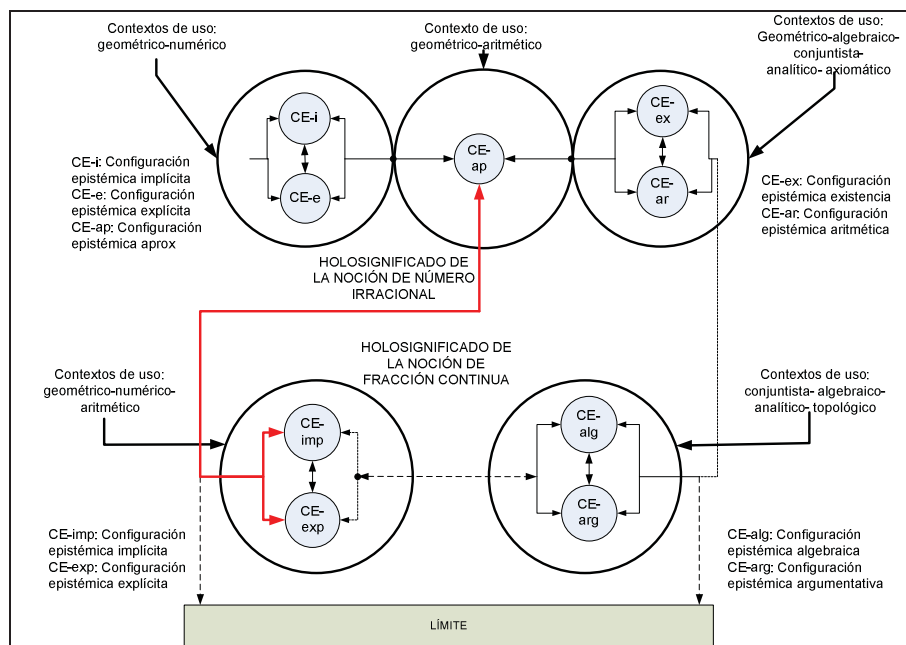 Contextos de uso:
geométrico-numérico
Contexto de uso:
geométrico-aritmético
Contextos de uso:
Geométrico-algebraico-
conjuntista-
analítico- axiomático
CE-i
CE-e
CE-
ap
CE-
ex
CE-
ar
CE-i: Configuración
epistémica implícita
CE-e: Configuración
epistémica explícita
CE-ap: Configuración
epistémica aprox
CE-ex: Configuración
epistémica existencia
CE-ar: Configuración
epistémica aritmética
HOLOSIGNIFICADO DE
LA NOCIÓN DE NÚMERO
IRRACIONAL
HOLOSIGNIFICADO DE
LA NOCIÓN DE
FRACCIÓN CONTINUA
Contextos de uso:
geométrico-numérico-
aritmético
Contextos de uso:
conjuntista- algebraico-
analítico- topológico
CE-
imp
CE-
exp
CE-
alg
CE-
arg
CE-imp: Configuración
epistémica implícita
CE-exp: Configuración
epistémica explícita
CE-alg: Configuración
epistémica algebraica
CE-arg: Configuración
epistémica argumentativa
LÍMITE